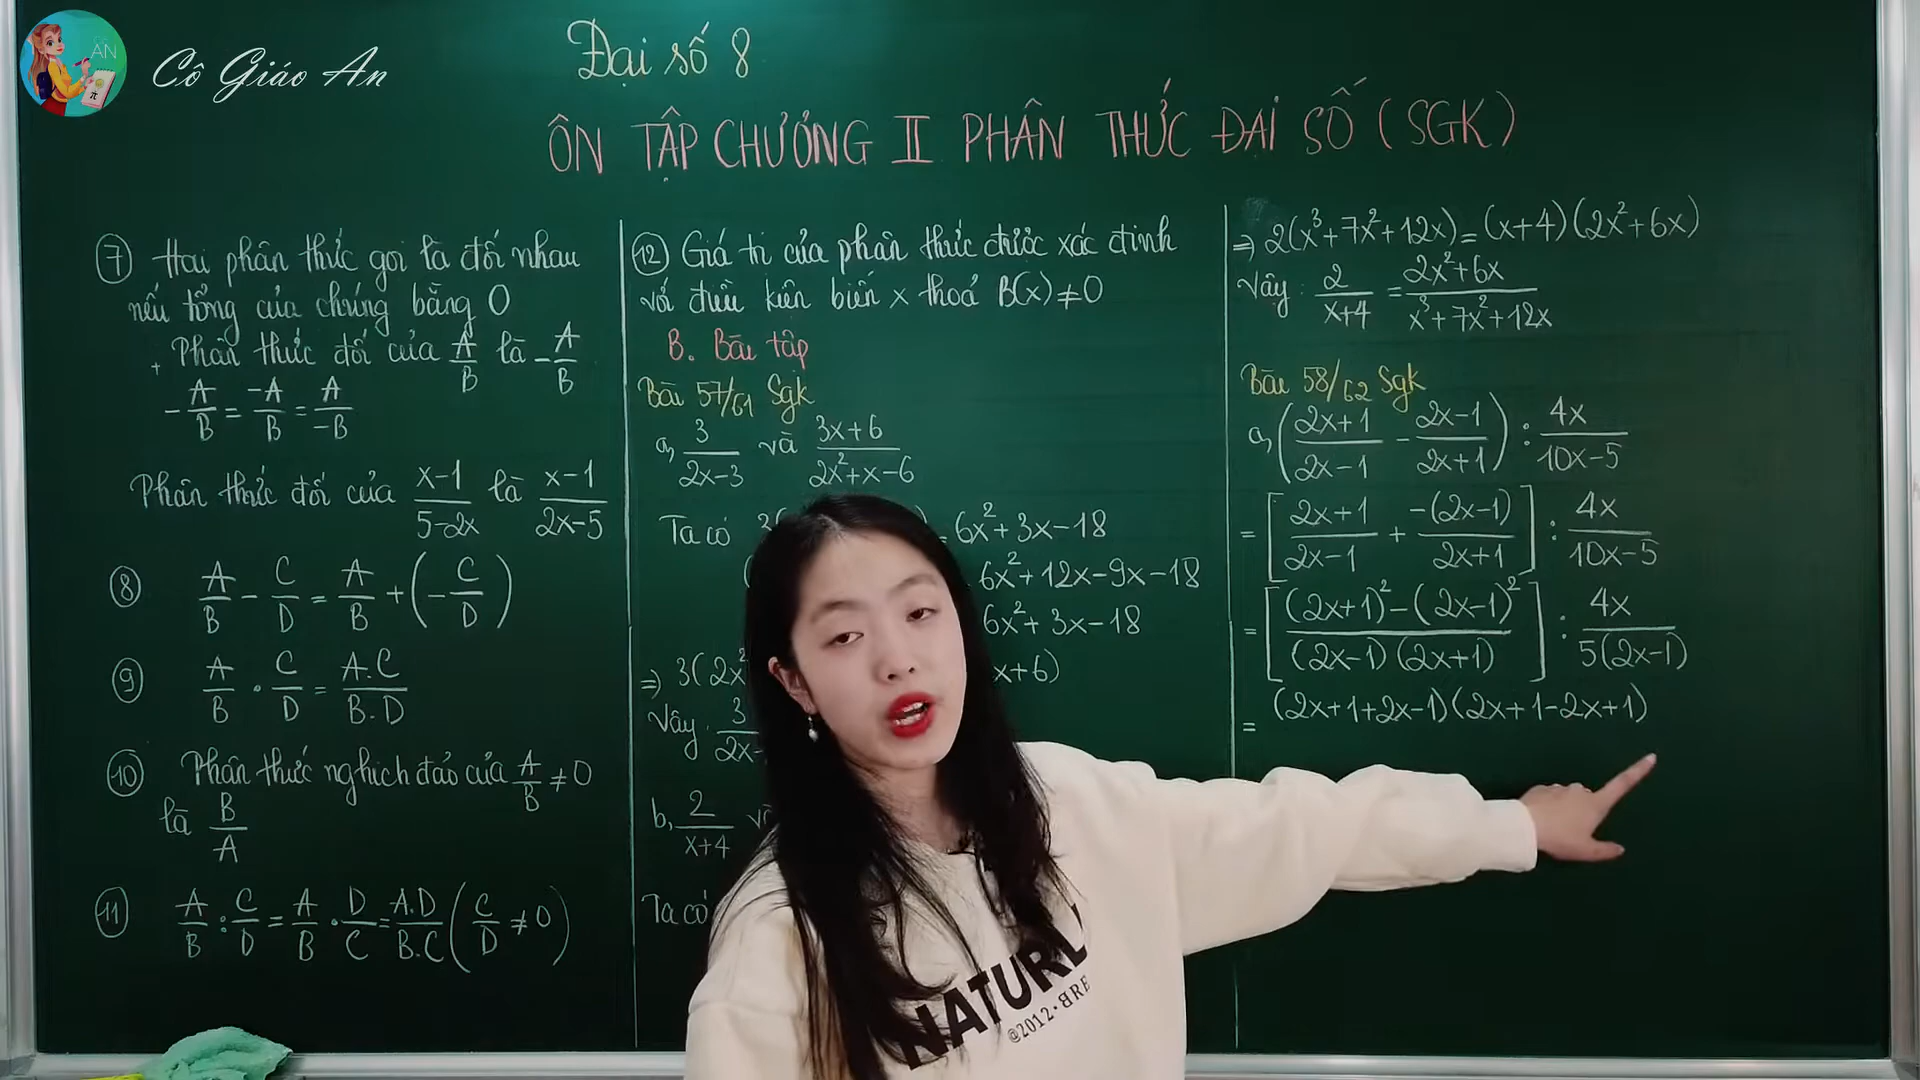 Cô Giáo An
Đại số 8
ÔN TẬP CHƯƠNG II PHÂN THỨC ĐẠI SỐ (SGK)
⑦ Hai phân thức gọi là đối nhau
nếu tổng của chúng bằng 0
+ Phân thức đối của A/B là -A/B
-A/B = -A/B = A/-B
Phân thức đối của x-1/5-2x là x-1/2x-5
⑧ A/B - C/D = A/B + (-C/D)
⑨ A/B · C/D = A.C/B.D
⑩ Phân thức nghịch đảo của A/B ≠ 0
là B/A
⑪ A/B : C/D = A/B · D/C = A.D/B.C (C/D ≠ 0)
⑫ Giá trị của phân thức được xác định
với điều kiện biến x thoả B(x) ≠ 0
B. Bài tập
Bài 57/61 Sgk
a, 3/2x-3 và 3x+6/2x²+x-6
Ta có = 6x²+3x-18
6x²+12x-9x-18
6x²+3x-18
⇒ 3(2x² x+6)
Vậy 3/2x-
b, 2/x+4
Ta có
⇒ 2(x³+7x²+12x) = (x+4)(2x²+6x)
Vậy: 2/x+4 = 2x²+6x/x³+7x²+12x
Bài 58/62 Sgk
a, (2x+1/2x-1 - 2x-1/2x+1) : 4x/10x-5
= [2x+1/2x-1 + -(2x-1)/2x+1] : 4x/10x-5
= [(2x+1)²-(2x-1)²/(2x-1)(2x+1)] : 4x/5(2x-1)
= (2x+1+2x-1)(2x+1-2x+1)
NATURL
@2012·BRE